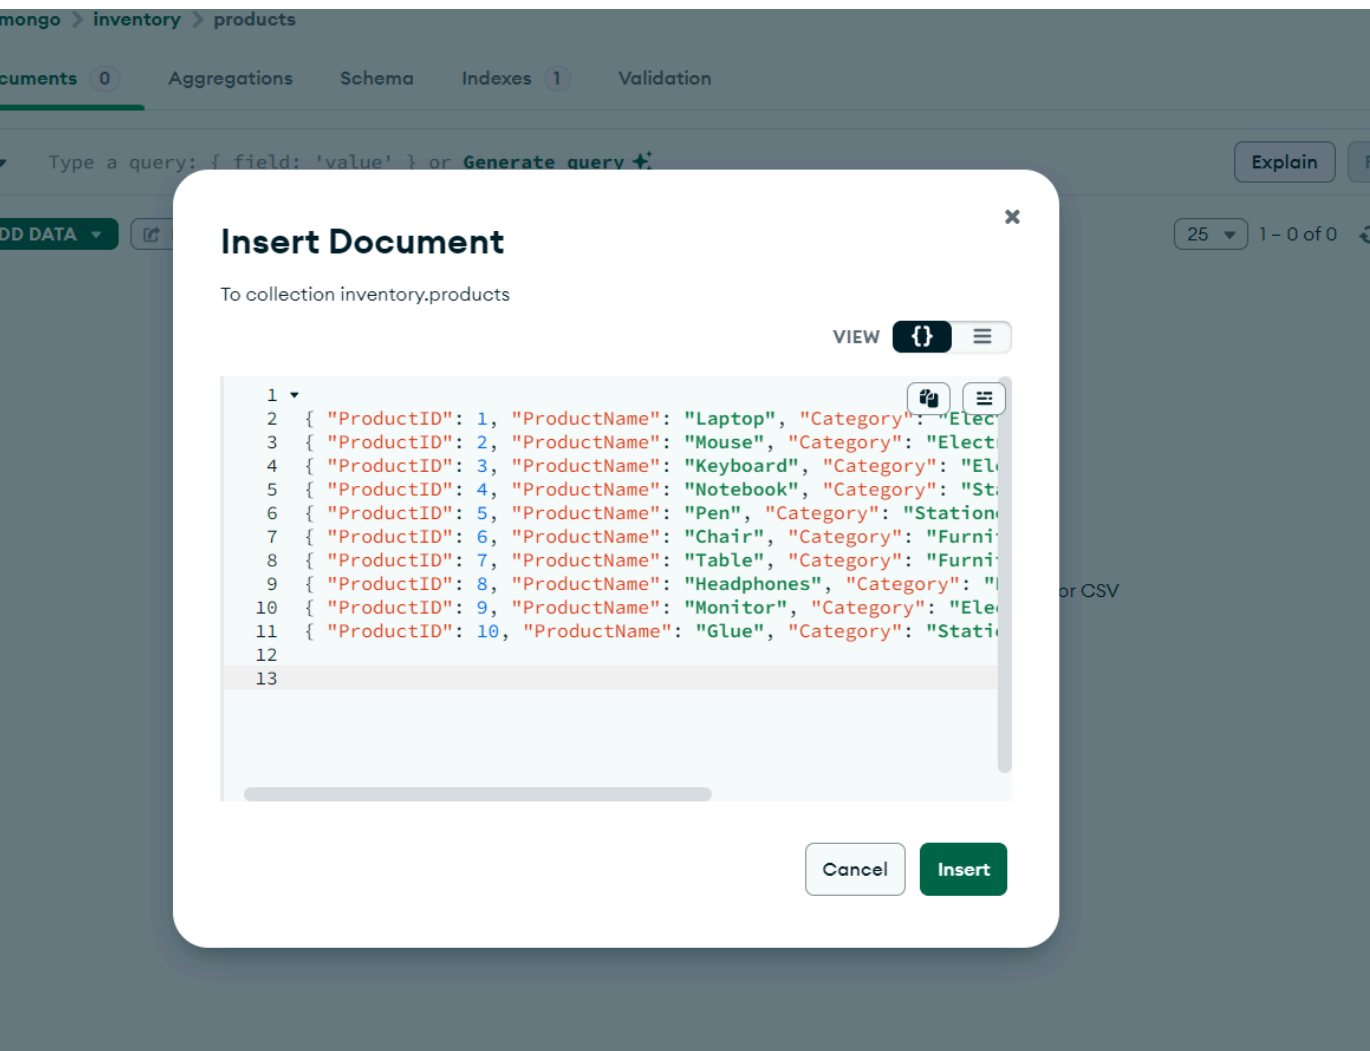 mongo > inventory > products
cuments 0 Aggregations Schema Indexes 1 Validation
Type a query: { field: 'value' } or Generate query
Explain
DD DATA
25 1 – 0 of 0
Insert Document
To collection inventory.products
VIEW {}
1
2 { "ProductID": 1, "ProductName": "Laptop", "Category": "Elec
3 { "ProductID": 2, "ProductName": "Mouse", "Category": "Elect
4 { "ProductID": 3, "ProductName": "Keyboard", "Category": "El
5 { "ProductID": 4, "ProductName": "Notebook", "Category": "Sta
6 { "ProductID": 5, "ProductName": "Pen", "Category": "Statione
7 { "ProductID": 6, "ProductName": "Chair", "Category": "Furni
8 { "ProductID": 7, "ProductName": "Table", "Category": "Furni
9 { "ProductID": 8, "ProductName": "Headphones", "Category": "
10 { "ProductID": 9, "ProductName": "Monitor", "Category": "Ele
11 { "ProductID": 10, "ProductName": "Glue", "Category": "Stati
12
13
or CSV
Cancel Insert